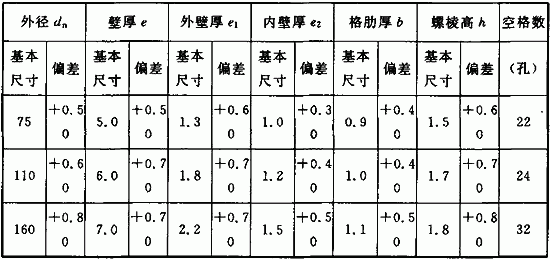 外径 dn 壁厚 e 外壁厚 e1 内壁厚 e2 格肋厚 b 螺棱高 h 空格数
基本尺寸 偏差 基本尺寸 偏差 基本尺寸 偏差 基本尺寸 偏差 基本尺寸 偏差 基本尺寸 偏差 (孔)
75 +0.5 0 5.0 +0.5 0 1.3 +0.6 0 1.0 +0.3 0 0.9 +0.4 0 1.5 +0.6 0 22
110 +0.6 0 6.0 +0.7 0 1.8 +0.7 0 1.2 +0.4 0 1.0 +0.4 0 1.7 +0.7 0 24
160 +0.8 0 7.0 +0.7 0 2.2 +0.7 0 1.5 +0.5 0 1.1 +0.5 0 1.8 +0.8 0 32